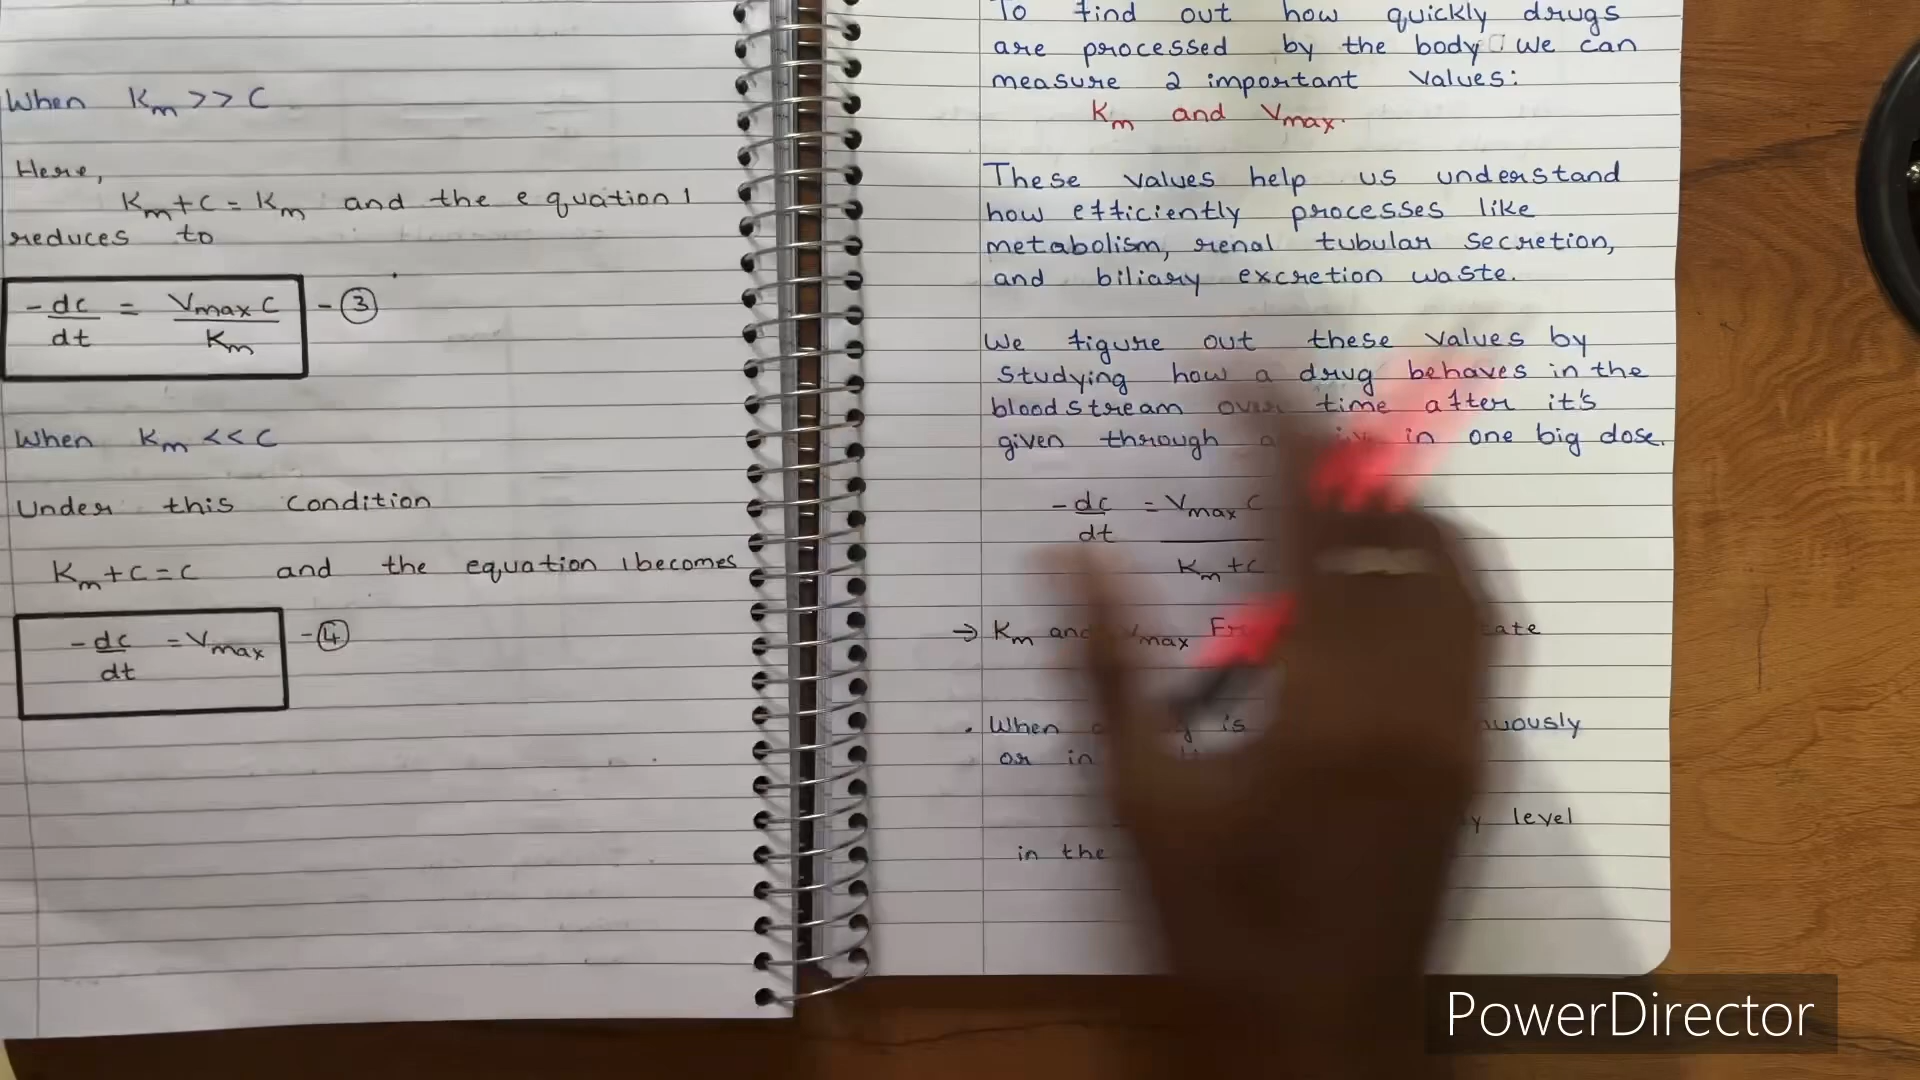 When Km >> C
Here,
Km+C = Km and the equation 1
reduces to
-dc/dt = Vmax C/Km - ③
When Km << C
Under this condition
Km+C = C and the equation 1 becomes
-dc/dt = Vmax - ④
To find out how quickly drugs
are processed by the body we can
measure 2 important values:
Km and Vmax.
These values help us understand
how efficiently processes like
metabolism, renal tubular secretion,
and biliary excretion waste.
We figure out these values by
studying how a drug behaves in the
bloodstream over time after it's
given through in one big dose.
-dc/dt = Vmax C/Km+C
→ Km and Vmax
. When is
or in
level
in the
PowerDirector